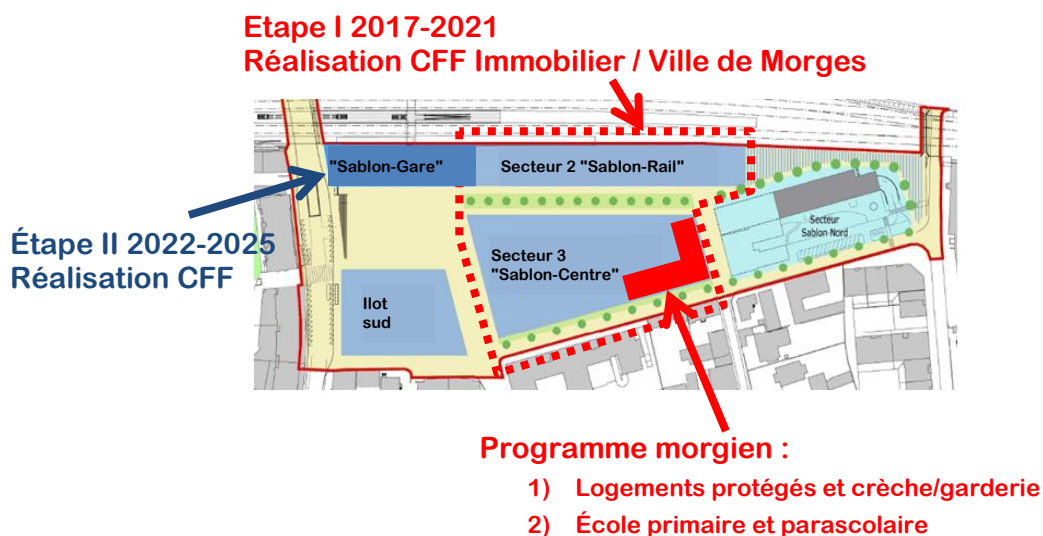 Etape I 2017-2021
Réalisation CFF Immobilier / Ville de Morges
"Sablon-Gare"
Secteur 2 "Sablon-Rail"
Secteur
Sablon Nord
Étape II 2022-2025
Réalisation CFF
Secteur 3
"Sablon-Centre"
Ilot
sud
Programme morgien :
1) Logements protégés et crèche/garderie
2) École primaire et parascolaire